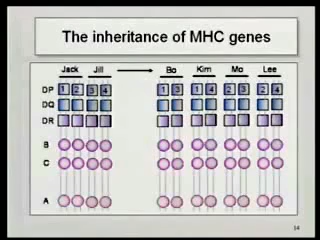 The inheritance of MHC genes
Jack Jill Bo Kim Mo Lee
DP 1 2 3 4 1 3 1 4 2 3 2 4
DQ
DR
B
C
A
14